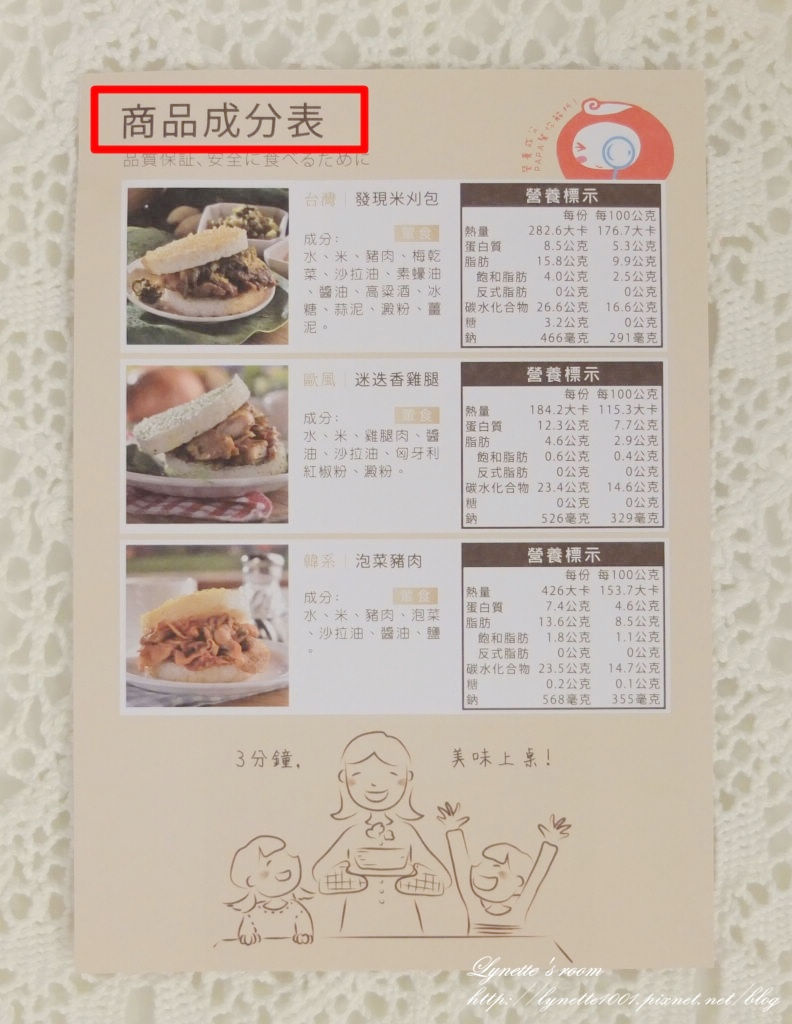 商品成分表
品質保証、安全に食べるために
台灣｜發現米刈包
葷食
成分:
水、米、豬肉、梅乾
菜、沙拉油、素蠔油
、醬油、高粱酒、冰
糖、蒜泥、澱粉、薑
泥。
營養標示
每份 每100公克
熱量 282.6大卡 176.7大卡
蛋白質 8.5公克 5.3公克
脂肪 15.8公克 9.9公克
飽和脂肪 4.0公克 2.5公克
反式脂肪 0公克 0公克
碳水化合物 26.6公克 16.6公克
糖 3.2公克 0公克
鈉 466毫克 291毫克
歐風｜迷迭香雞腿
葷食
成分:
水、米、雞腿肉、醬
油、沙拉油、匈牙利
紅椒粉、澱粉。
營養標示
每份 每100公克
熱量 184.2大卡 115.3大卡
蛋白質 12.3公克 7.7公克
脂肪 4.6公克 2.9公克
飽和脂肪 0.6公克 0.4公克
反式脂肪 0公克 0公克
碳水化合物 23.4公克 14.6公克
糖 0公克 0公克
鈉 526毫克 329毫克
韓系｜泡菜豬肉
葷食
成分:
水、米、豬肉、泡菜
、沙拉油、醬油、鹽
。
營養標示
每份 每100公克
熱量 426大卡 153.7大卡
蛋白質 7.4公克 4.6公克
脂肪 13.6公克 8.5公克
飽和脂肪 1.8公克 1.1公克
反式脂肪 0公克 0公克
碳水化合物 23.5公克 14.7公克
糖 0.2公克 0.1公克
鈉 568毫克 355毫克
3分鐘,
美味上桌!
Lynette's room
http://lynette1001.pixnet.net/blog